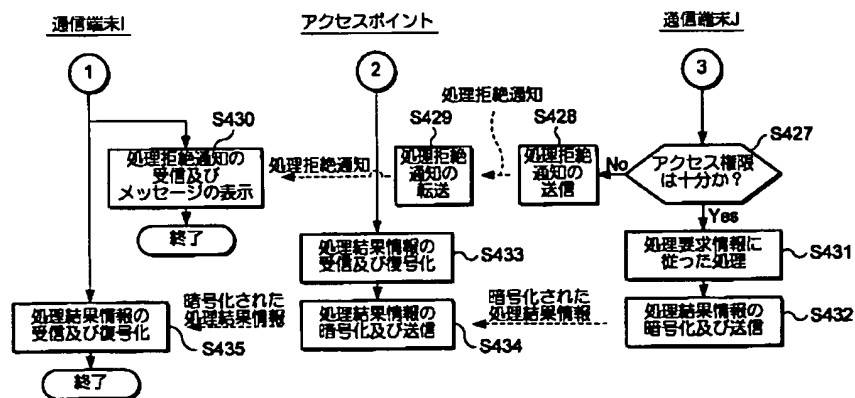 通信端末I
アクセスポイント
通信端末J
1
2
3
処理拒絶通知
S430
S429
S428
S427
処理拒絶通知の
受信及び
メッセージの表示
処理拒絶通知
処理拒絶
通知の
転送
処理拒絶
通知の
送信
No
アクセス権限
は十分か?
Yes
終了
処理結果情報の
受信及び復号化
S433
処理要求情報に
従った処理
S431
処理結果情報の
受信及び復号化
S435
暗号化された
処理結果情報
処理結果情報の
暗号化及び送信
S434
暗号化された
処理結果情報
処理結果情報の
暗号化及び送信
S432
終了